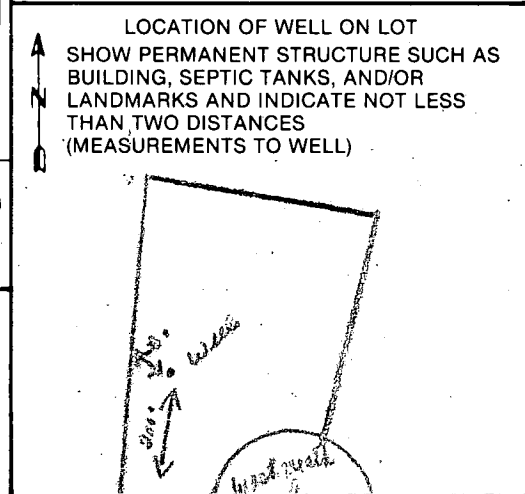 LOCATION OF WELL ON LOT
SHOW PERMANENT STRUCTURE SUCH AS
BUILDING, SEPTIC TANKS, AND/OR
N LANDMARKS AND INDICATE NOT LESS
THAN TWO DISTANCES
(MEASUREMENTS TO WELL)
well